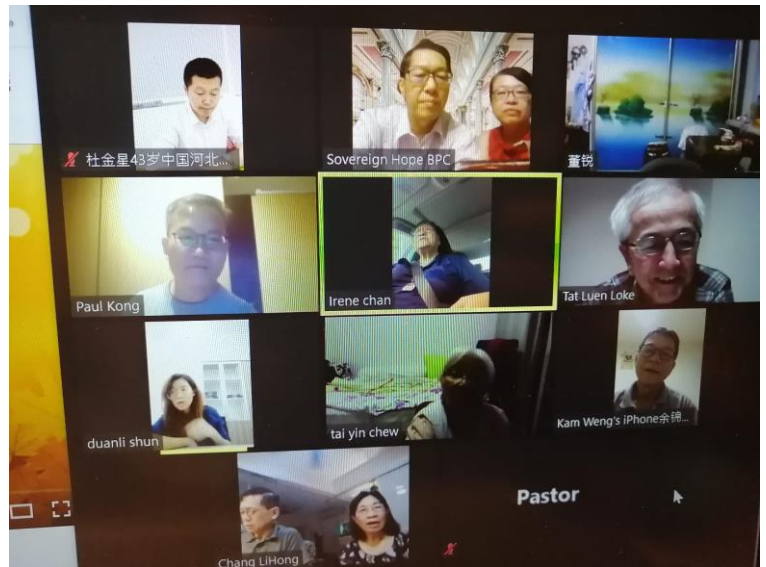 杜金星43岁中国河北...
Sovereign Hope BPC
董锐
Paul Kong
Irene chan
Tat Luen Loke
duanli shun
tai yin chew
Kam Weng's iPhone余锦...
Chang LiHong
Pastor